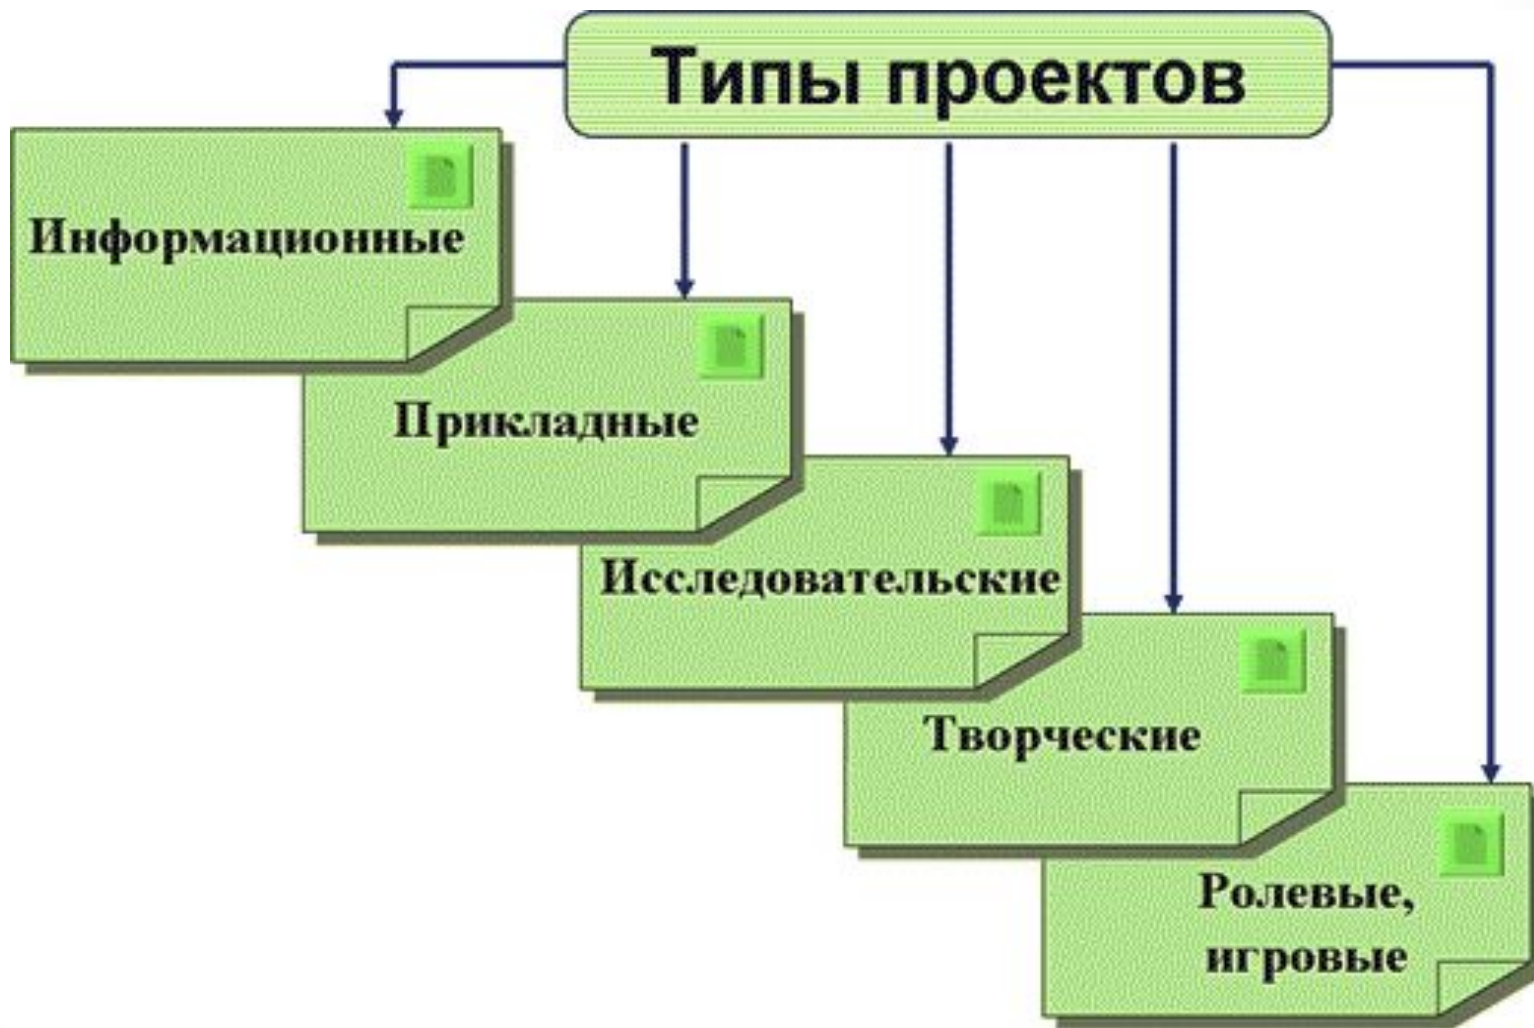 Типы проектов
Информационные
Прикладные
Исследовательские
Творческие
Ролевые,
игровые